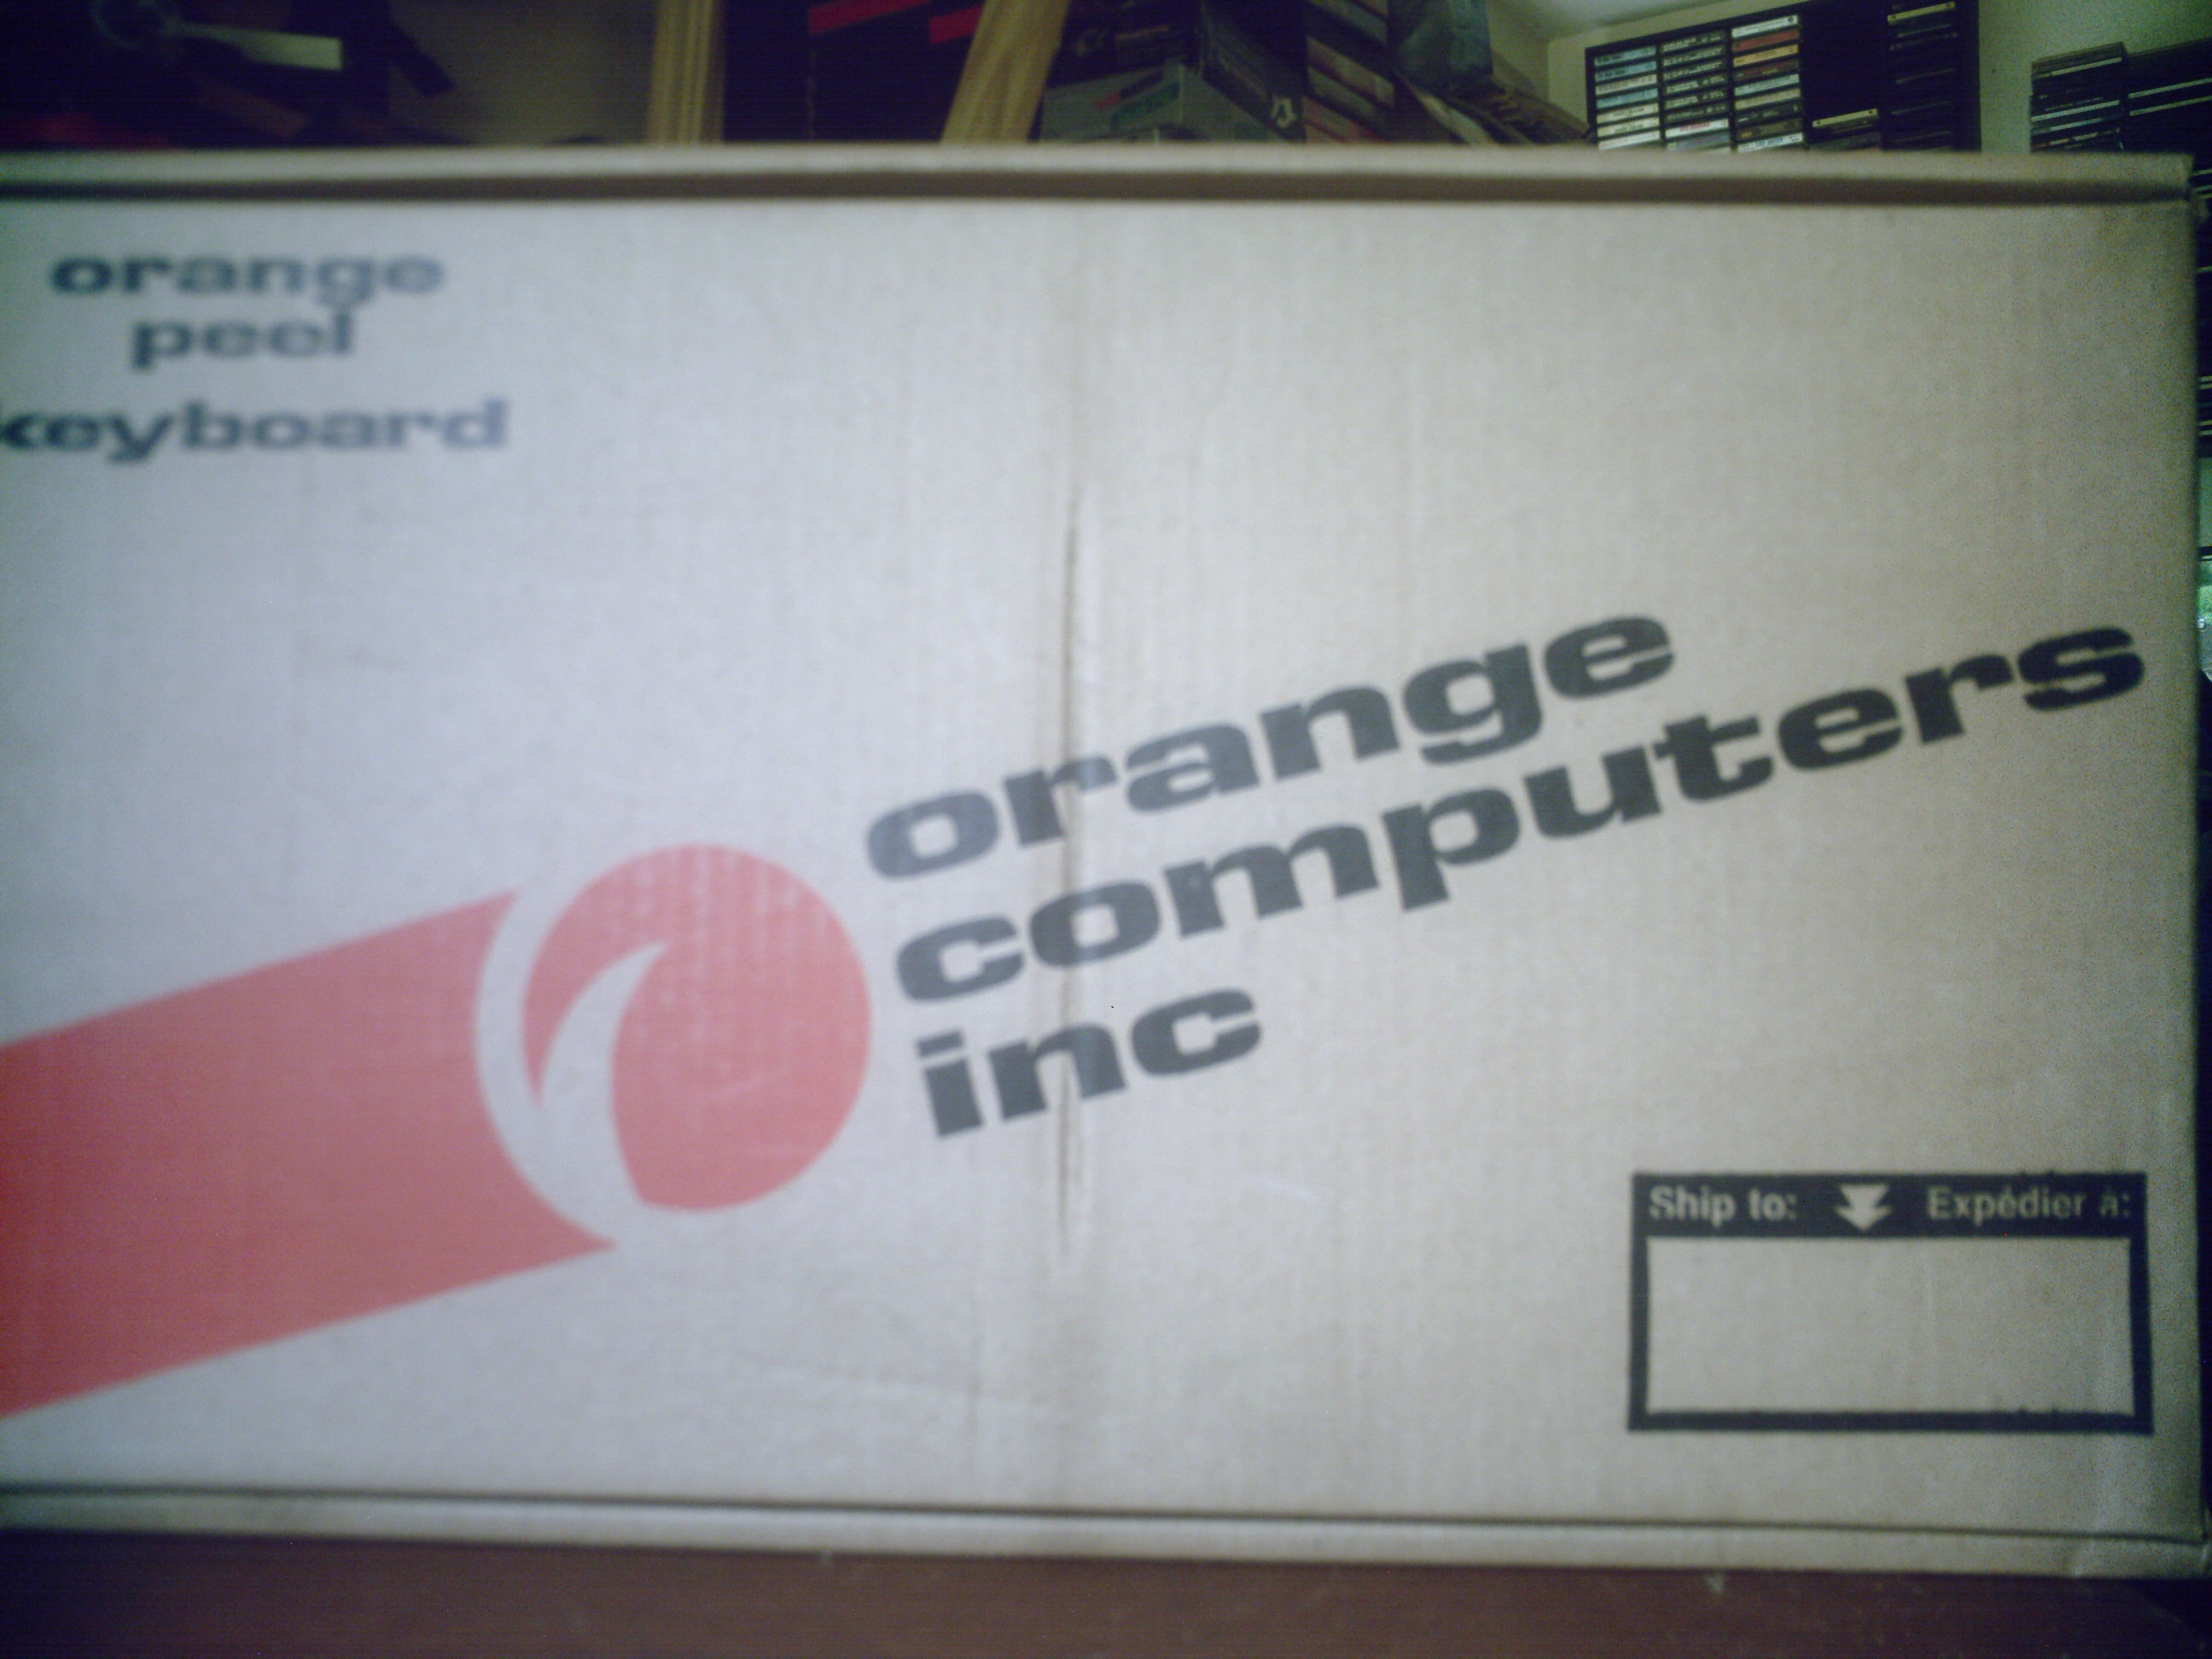 orange
peel
keyboard
orange
computers
inc
Ship to: Expédier à: